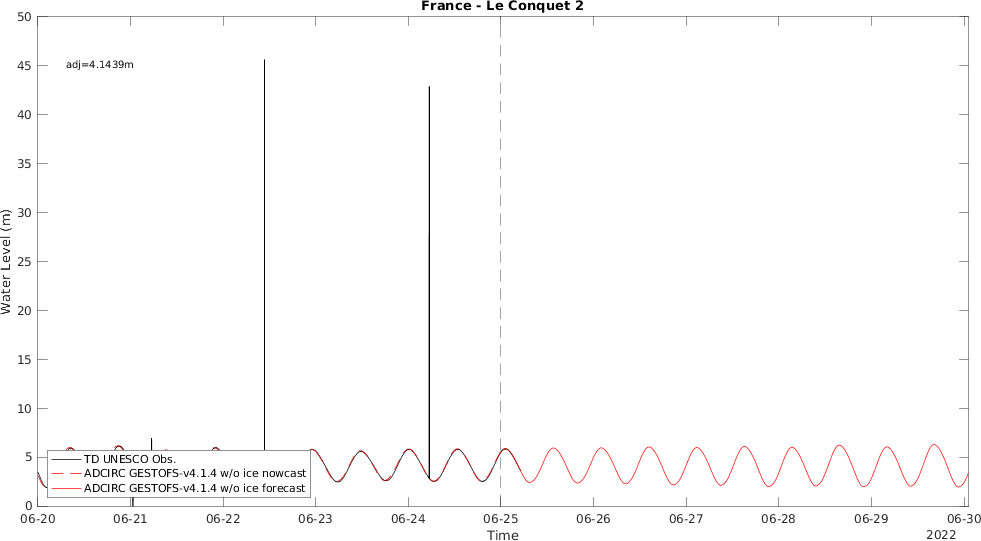 France - Le Conquet 2
50
45
40
35
30
25
20
15
10
5
0
Water Level (m)
adj=4.1439m
TD UNESCO Obs.
ADCIRC GESTOFS-v4.1.4 w/o ice nowcast
ADCIRC GESTOFS-v4.1.4 w/o ice forecast
06-20 06-21 06-22 06-23 06-24 06-25 06-26 06-27 06-28 06-29 06-30
Time
2022